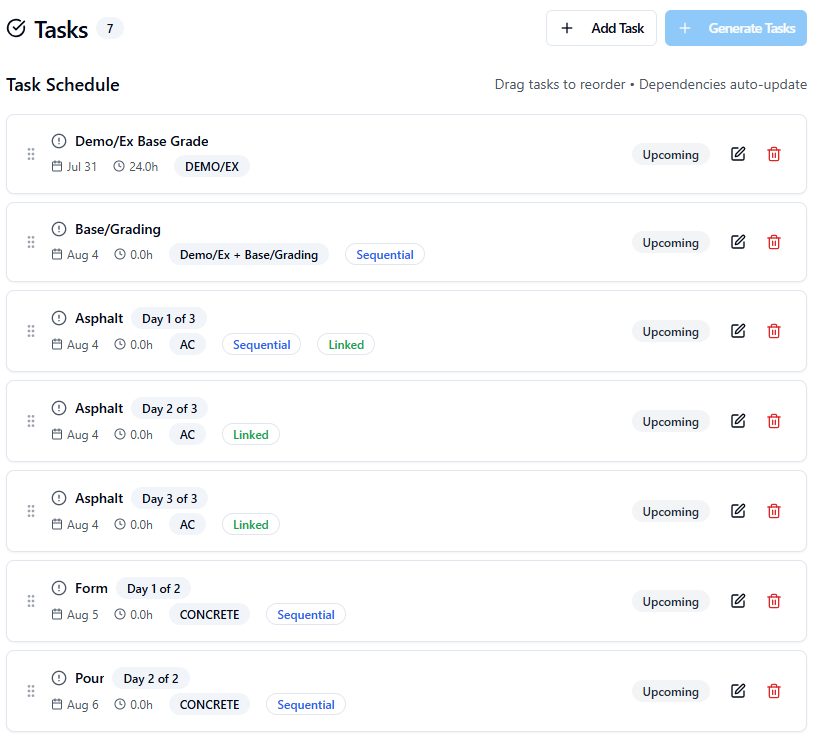 Tasks 7
+ Add Task
+ Generate Tasks
Task Schedule
Drag tasks to reorder • Dependencies auto-update
Demo/Ex Base Grade
Jul 31 24.0h DEMO/EX
Upcoming
Base/Grading
Aug 4 0.0h Demo/Ex + Base/Grading Sequential
Upcoming
Asphalt Day 1 of 3
Aug 4 0.0h AC Sequential Linked
Upcoming
Asphalt Day 2 of 3
Aug 4 0.0h AC Linked
Upcoming
Asphalt Day 3 of 3
Aug 4 0.0h AC Linked
Upcoming
Form Day 1 of 2
Aug 5 0.0h CONCRETE Sequential
Upcoming
Pour Day 2 of 2
Aug 6 0.0h CONCRETE Sequential
Upcoming